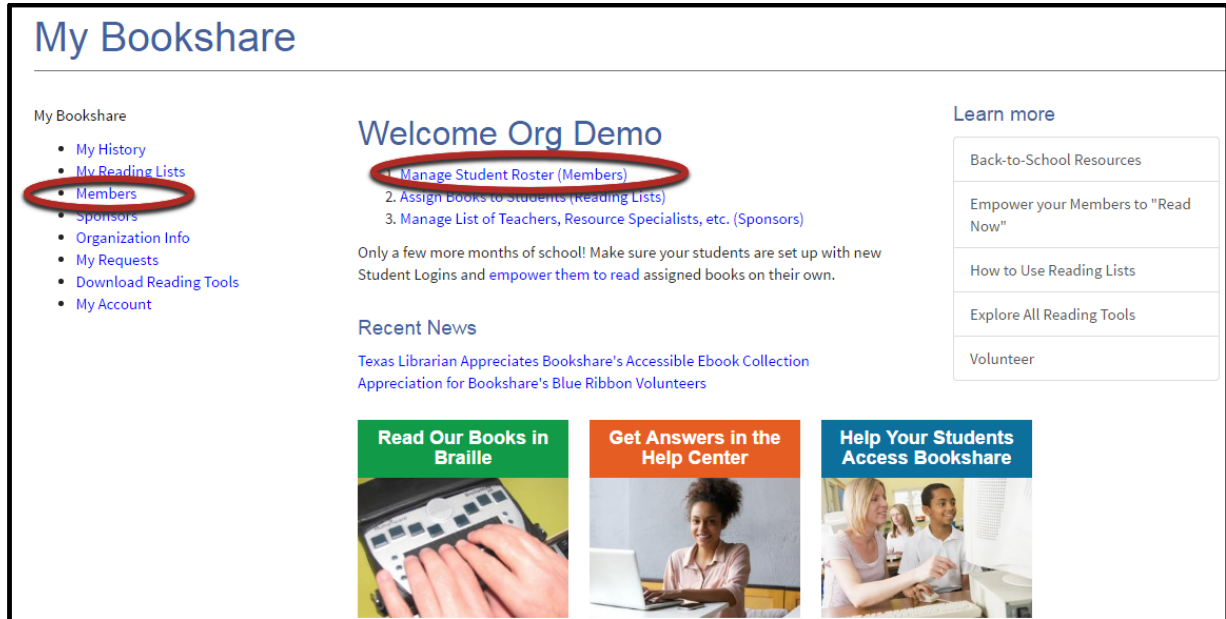 My Bookshare
My Bookshare
My History
My Reading Lists
Members
Sponsors
Organization Info
My Requests
Download Reading Tools
My Account
Welcome Org Demo
1. Manage Student Roster (Members)
2. Assign Books to Students (Reading Lists)
3. Manage List of Teachers, Resource Specialists, etc. (Sponsors)
Only a few more months of school! Make sure your students are set up with new
Student Logins and empower them to read assigned books on their own.
Recent News
Texas Librarian Appreciates Bookshare's Accessible Ebook Collection
Appreciation for Bookshare's Blue Ribbon Volunteers
Learn more
Back-to-School Resources
Empower your Members to "Read
Now"
How to Use Reading Lists
Explore All Reading Tools
Volunteer
Read Our Books in
Braille
Get Answers in the
Help Center
Help Your Students
Access Bookshare